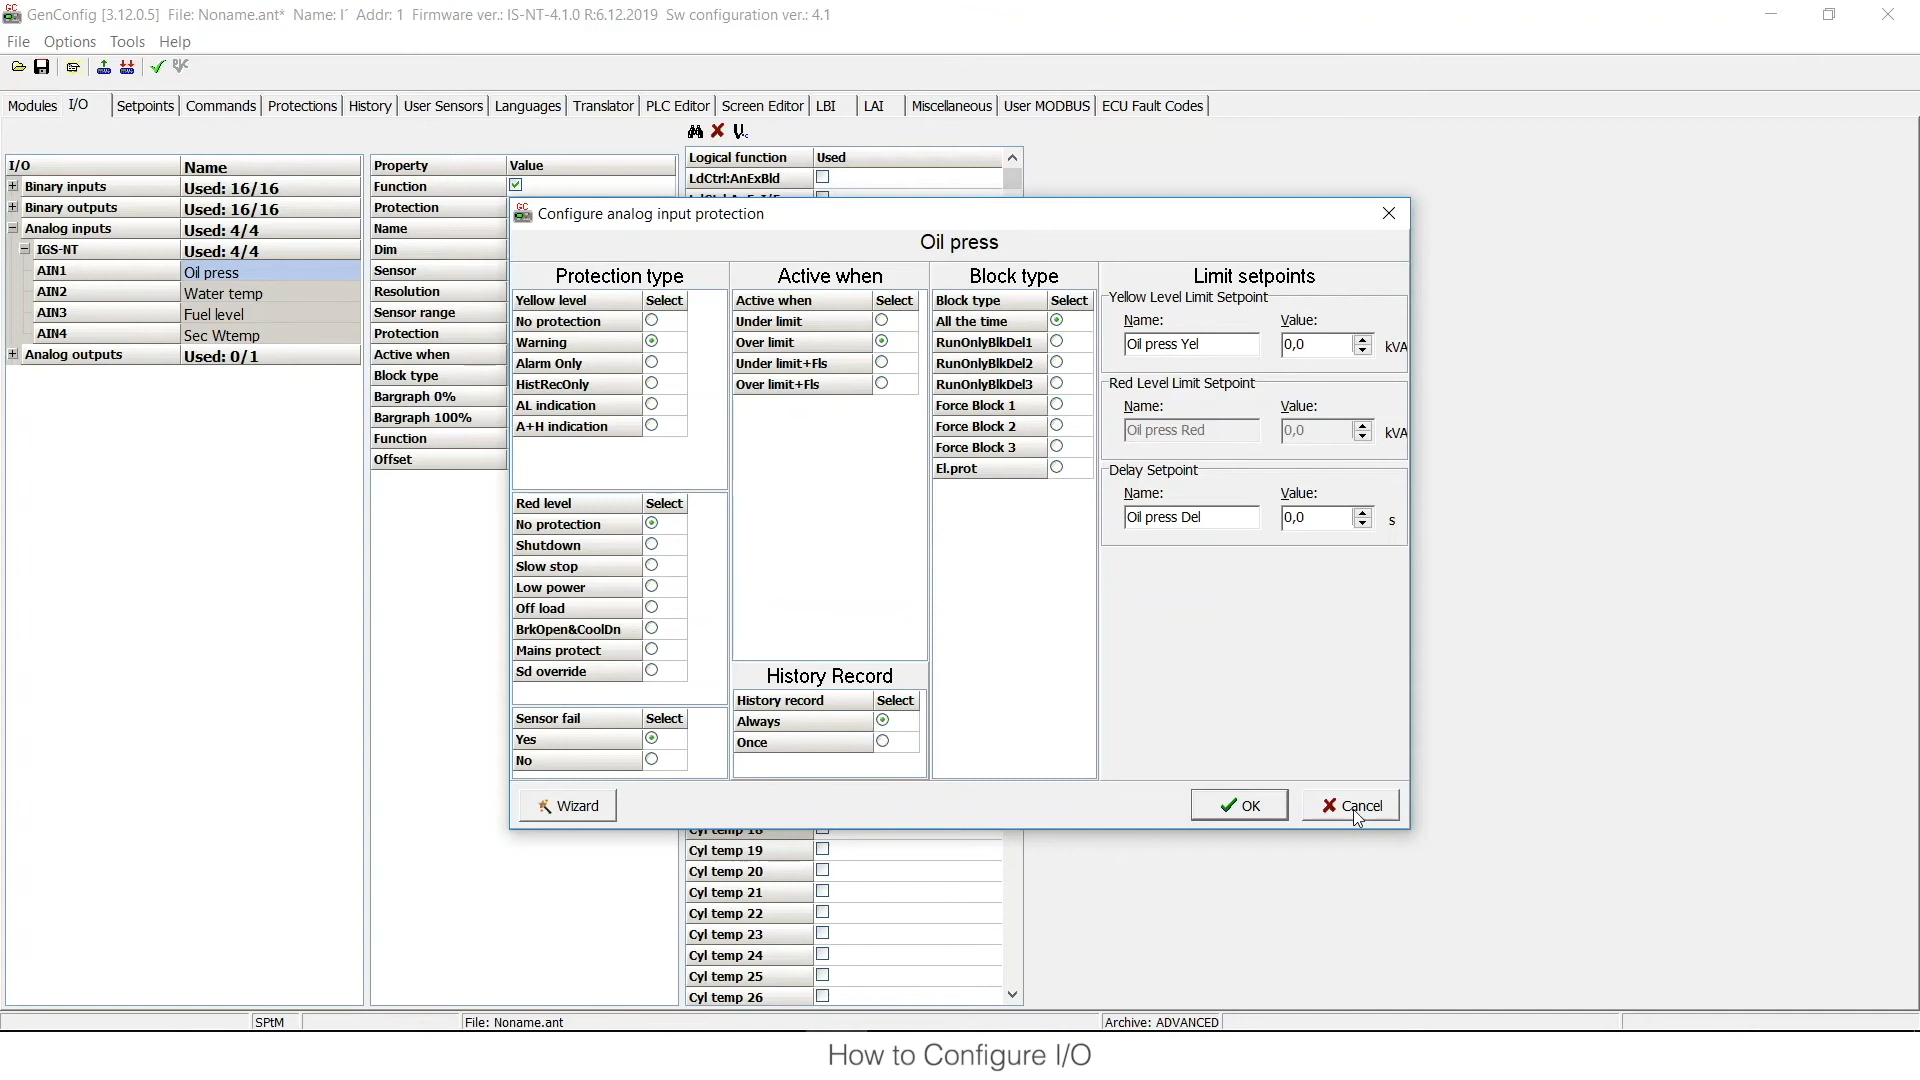 GenConfig [3.12.0.5] File: Noname.ant* Name: I´ Addr: 1 Firmware ver.: IS-NT-4.1.0 R:6.12.2019 Sw configuration ver.: 4.1
File Options Tools Help
Modules I/O Setpoints Commands Protections History User Sensors Languages Translator PLC Editor Screen Editor LBI LAI Miscellaneous User MODBUS ECU Fault Codes
I/O Name
Binary inputs Used: 16/16
Binary outputs Used: 16/16
Analog inputs Used: 4/4
IGS-NT Used: 4/4
AIN1 Oil press
AIN2 Water temp
AIN3 Fuel level
AIN4 Sec Wtemp
Analog outputs Used: 0/1
Property Value
Function
Protection
Name
Dim
Sensor
Resolution
Sensor range
Protection
Active when
Block type
Bargraph 0%
Bargraph 100%
Function
Offset
Logical function Used
LdCtrl:AnExBld
Configure analog input protection
Oil press
Protection type
Yellow level Select
No protection
Warning
Alarm Only
HistRecOnly
AL indication
A+H indication
Red level Select
No protection
Shutdown
Slow stop
Low power
Off load
BrkOpen&CoolDn
Mains protect
Sd override
Sensor fail Select
Yes
No
Active when
Active when Select
Under limit
Over limit
Under limit+Fls
Over limit+Fls
History Record
History record Select
Always
Once
Block type
Block type Select
All the time
RunOnlyBlkDel1
RunOnlyBlkDel2
RunOnlyBlkDel3
Force Block 1
Force Block 2
Force Block 3
El.prot
Limit setpoints
Yellow Level Limit Setpoint
Name: Value:
Oil press Yel 0,0 kVA
Red Level Limit Setpoint
Name: Value:
Oil press Red 0,0 kVA
Delay Setpoint
Name: Value:
Oil press Del 0,0 s
Wizard OK Cancel
Cyl temp 18
Cyl temp 19
Cyl temp 20
Cyl temp 21
Cyl temp 22
Cyl temp 23
Cyl temp 24
Cyl temp 25
Cyl temp 26
SPtM File: Noname.ant Archive: ADVANCED
How to Configure I/O